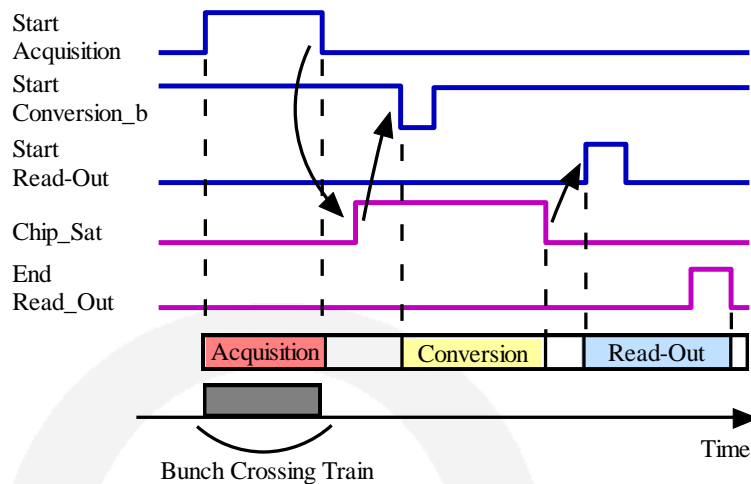 Start
Acquisition
Start
Conversion_b
Start
Read-Out
Chip_Sat
End
Read_Out
Acquisition
Conversion
Read-Out
Time
Bunch Crossing Train